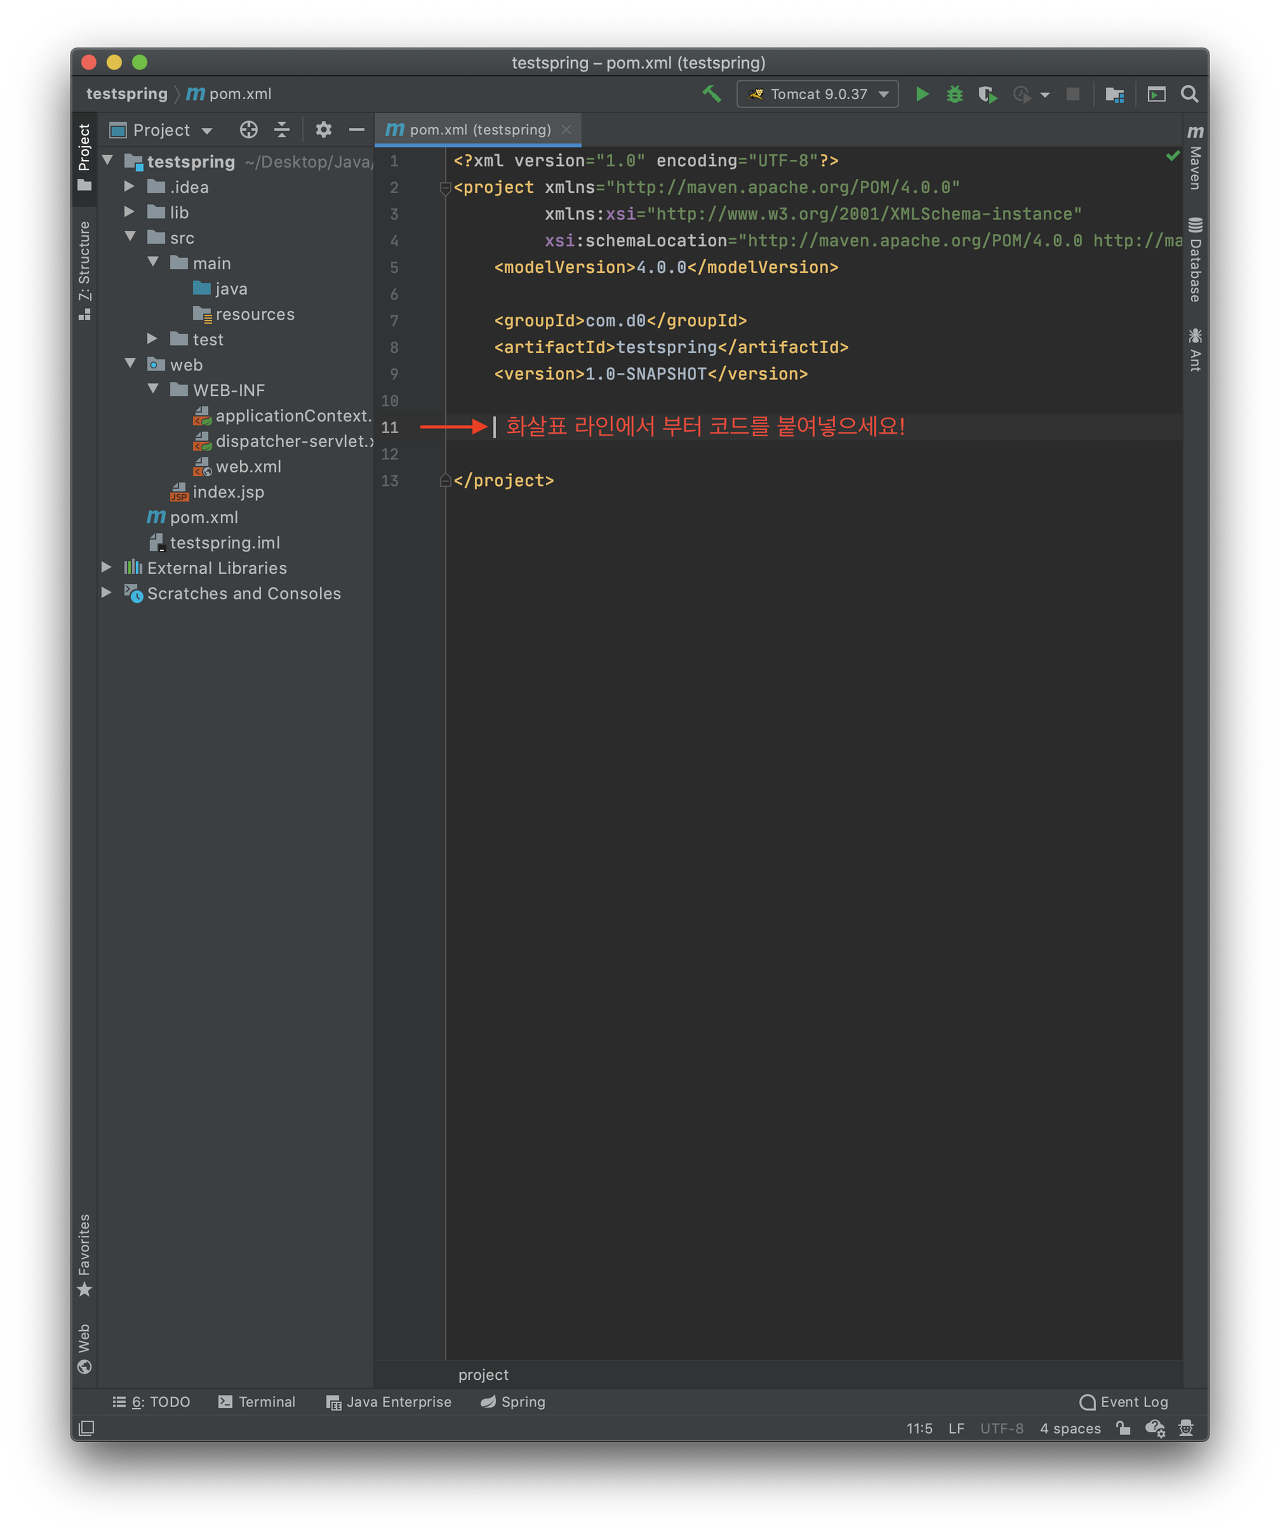 testspring – pom.xml (testspring)
testspring
pom.xml
Tomcat 9.0.37
Project
Project
pom.xml (testspring)
testspring ~/Desktop/Java/
.idea
lib
src
main
java
resources
test
web
WEB-INF
applicationContext.
dispatcher-servlet.x
web.xml
index.jsp
pom.xml
testspring.iml
External Libraries
Scratches and Consoles
Z: Structure
Favorites
Web
1 <?xml version="1.0" encoding="UTF-8"?>
2 <project xmlns="http://maven.apache.org/POM/4.0.0"
3 xmlns:xsi="http://www.w3.org/2001/XMLSchema-instance"
4 xsi:schemaLocation="http://maven.apache.org/POM/4.0.0 http://ma
5 <modelVersion>4.0.0</modelVersion>
6
7 <groupId>com.d0</groupId>
8 <artifactId>testspring</artifactId>
9 <version>1.0-SNAPSHOT</version>
10
11 화살표 라인에서 부터 코드를 붙여넣으세요!
12
13 </project>
Maven
Database
Ant
project
6: TODO
Terminal
Java Enterprise
Spring
Event Log
11:5 LF UTF-8 4 spaces